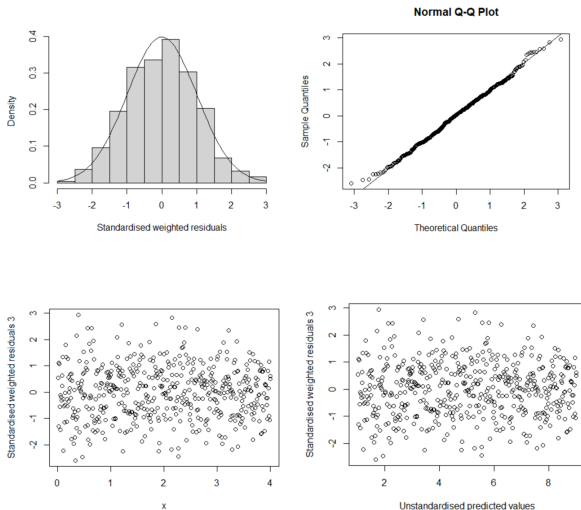 Normal Q-Q Plot
Density
0.0 0.1 0.2 0.3 0.4
-3 -2 -1 0 1 2 3
Standardised weighted residuals
Sample Quantiles
-2 -1 0 1 2 3
-3 -2 -1 0 1 2 3
Theoretical Quantiles
Standardised weighted residuals 3
-2 -1 0 1 2 3
0 1 2 3 4
x
Standardised weighted residuals 3
-2 -1 0 1 2 3
2 4 6 8
Unstandardised predicted values